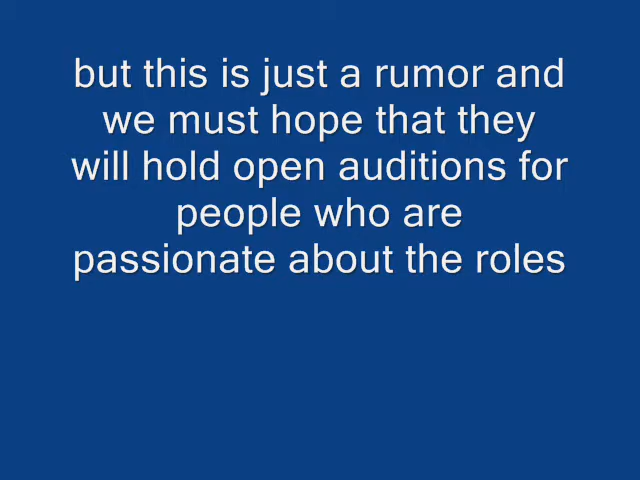 but this is just a rumor and
we must hope that they
will hold open auditions for
people who are
passionate about the roles